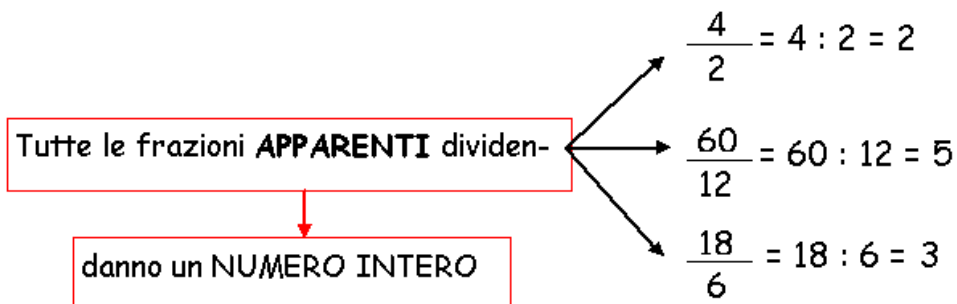 4/2 = 4 : 2 = 2
Tutte le frazioni APPARENTI dividen-
60/12 = 60 : 12 = 5
danno un NUMERO INTERO
18/6 = 18 : 6 = 3